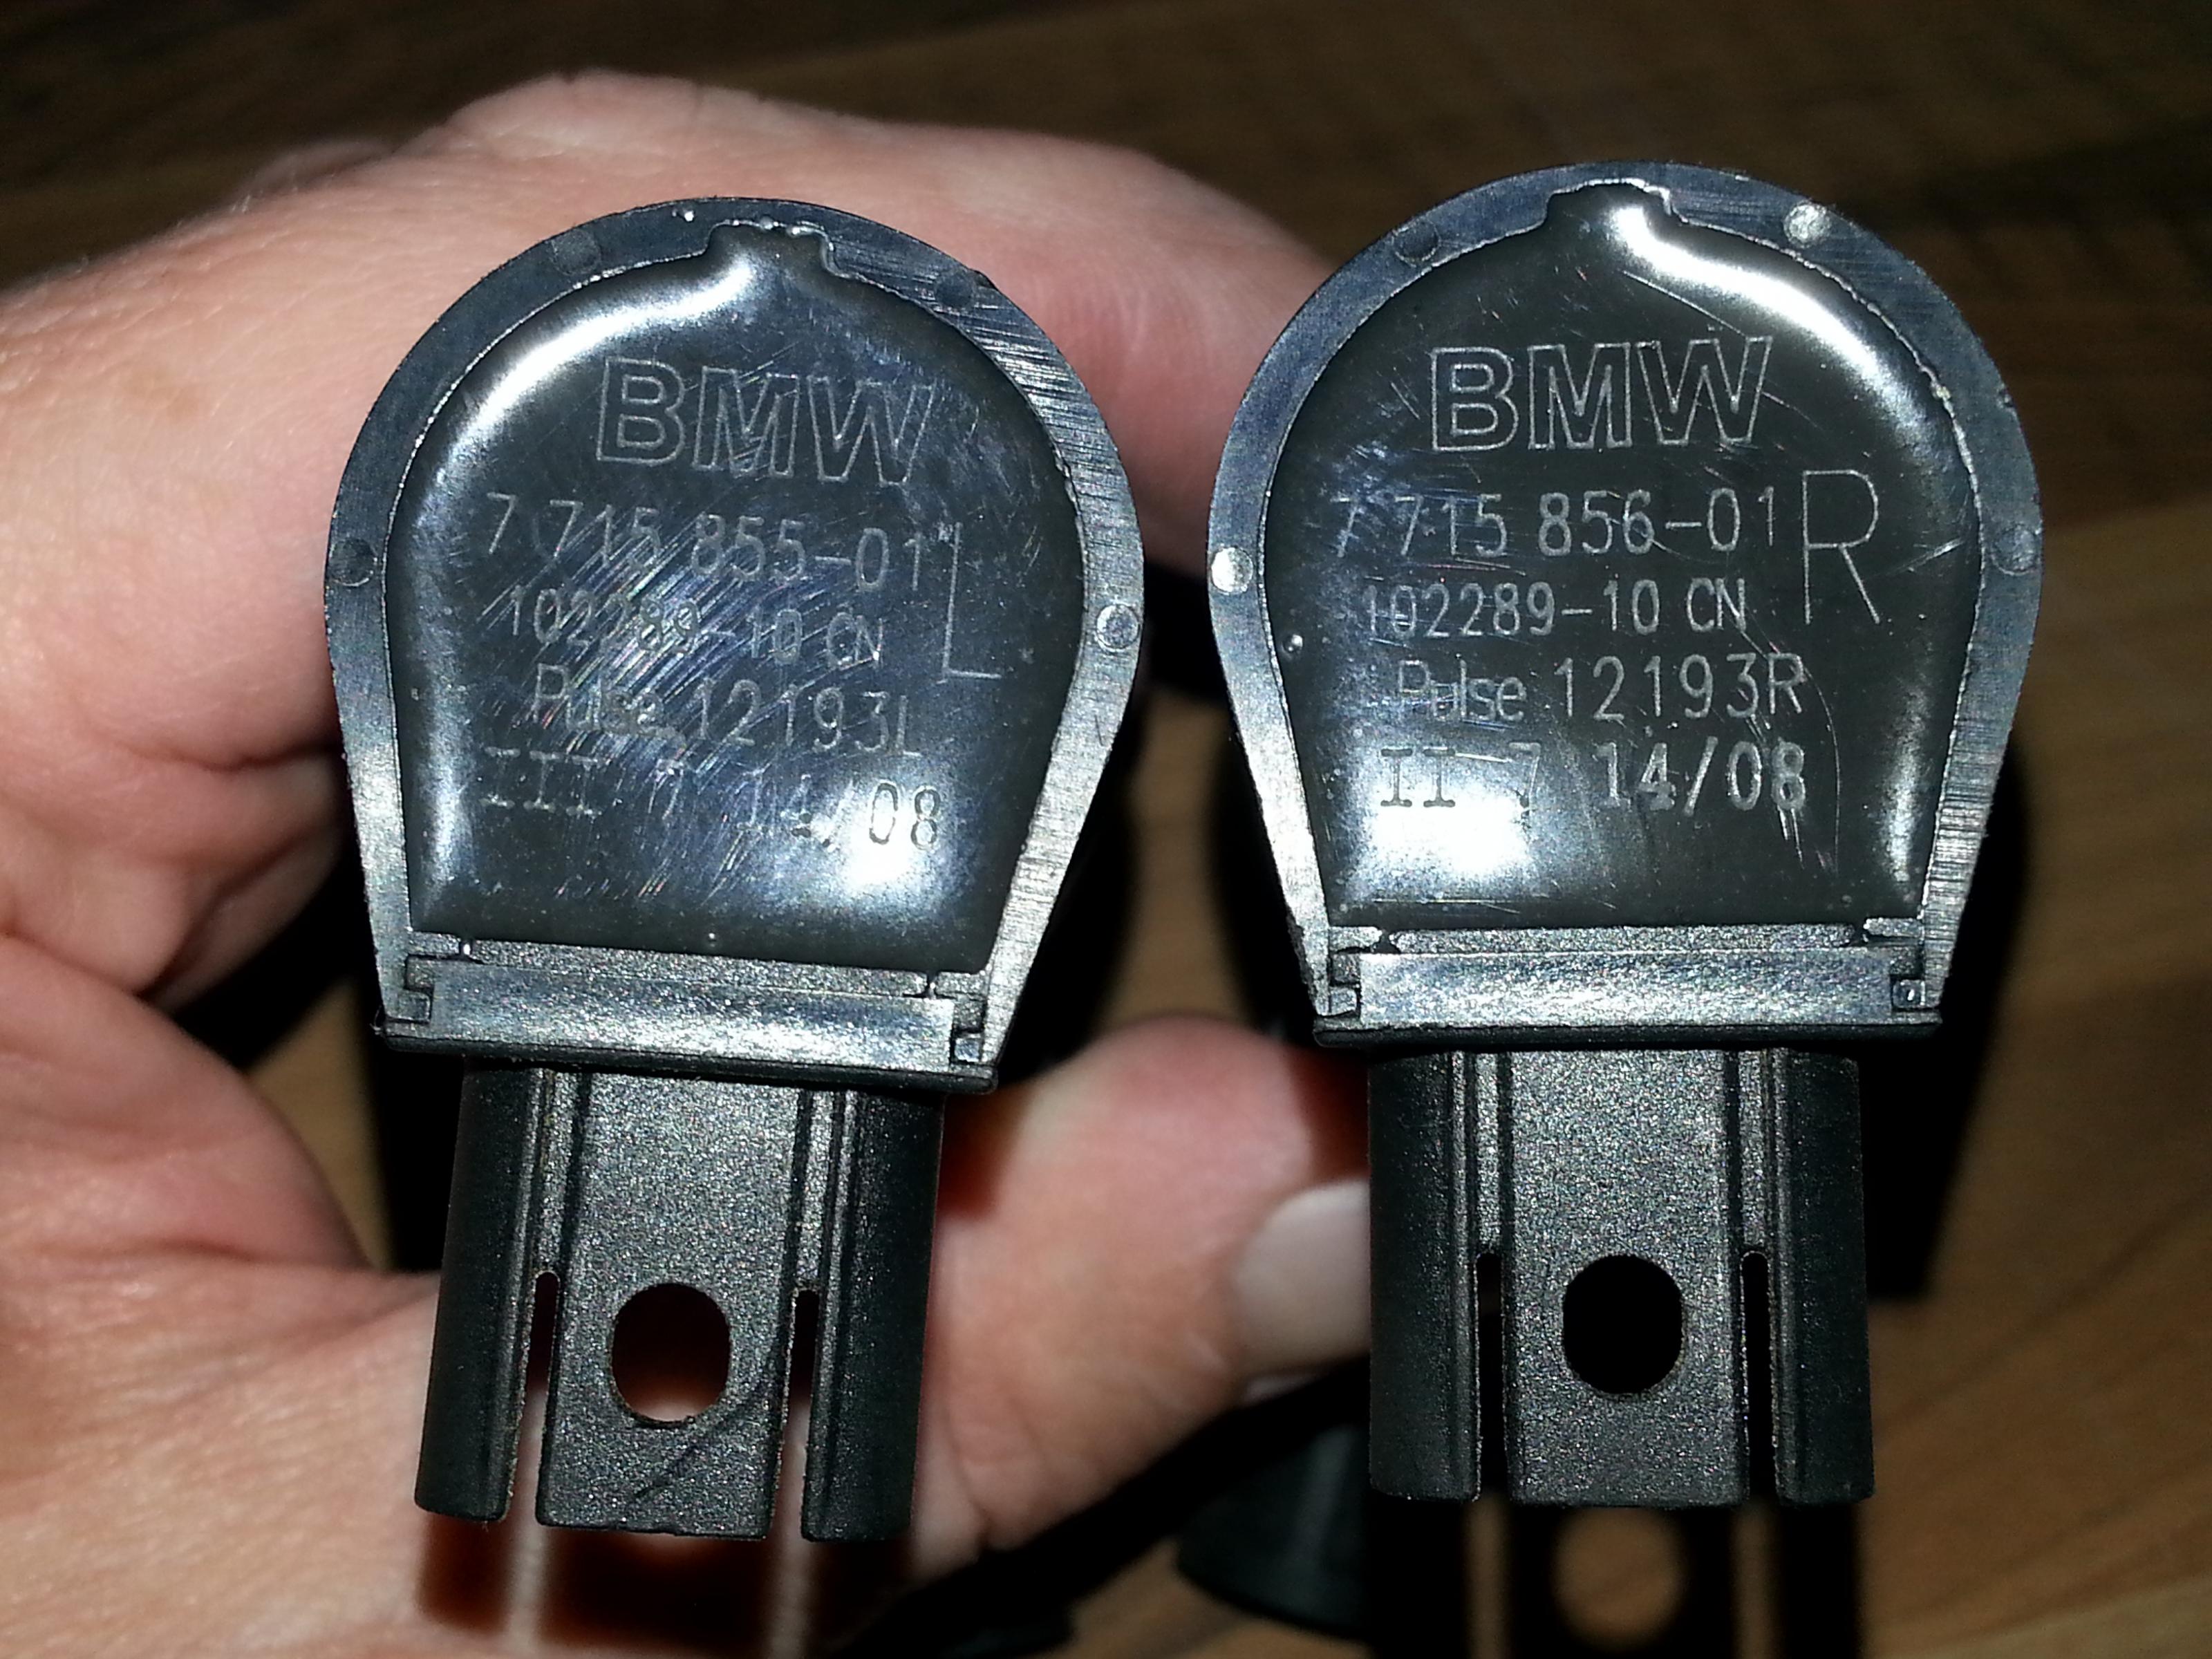 BMW
7 715 855-01
L
102289-10 CN
Pulse 12193L
III 7 14/08
BMW
7 715 856-01
R
102289-10 CN
Pulse 12193R
II 7 14/08